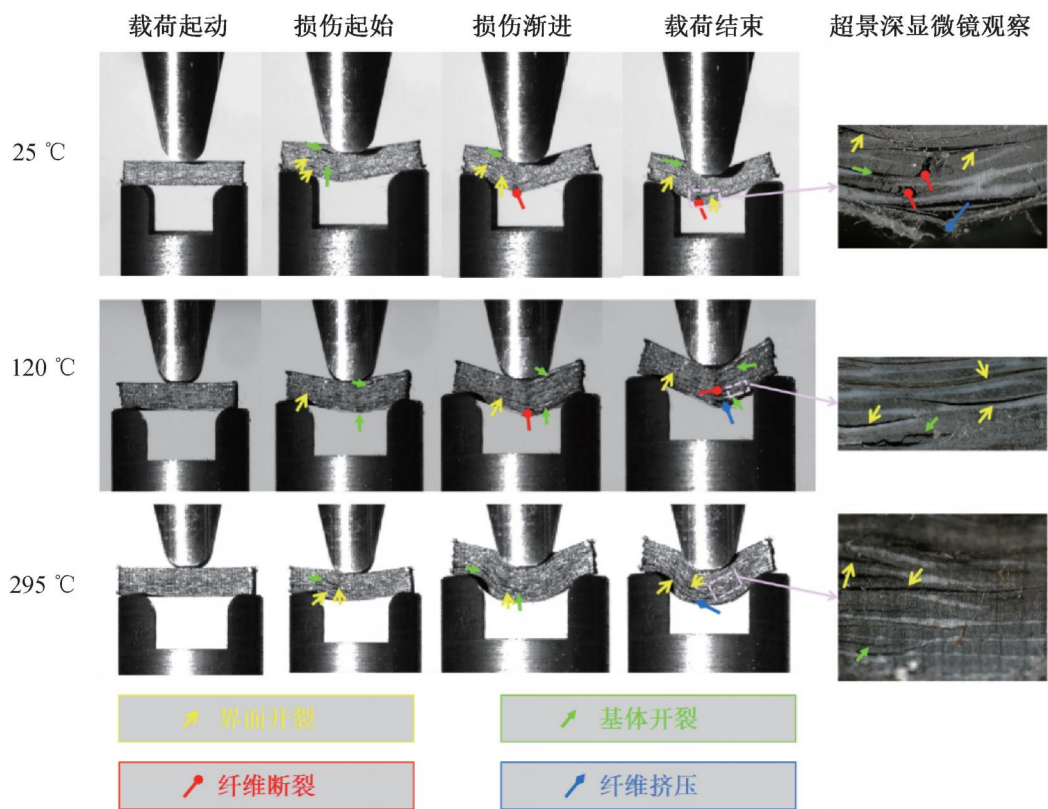 载荷起动 损伤起始 损伤渐进 载荷结束 超景深显微镜观察
25 ℃
120 ℃
295 ℃
界面开裂 基体开裂
纤维断裂 纤维挤压